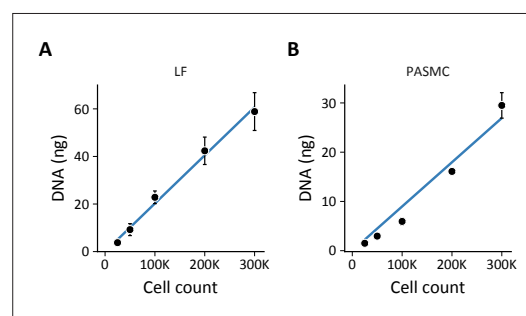 A
LF
DNA (ng)
60
40
20
0
0
100K
200K
300K
Cell count
B
PASMC
DNA (ng)
30
20
10
0
0
100K
200K
300K
Cell count